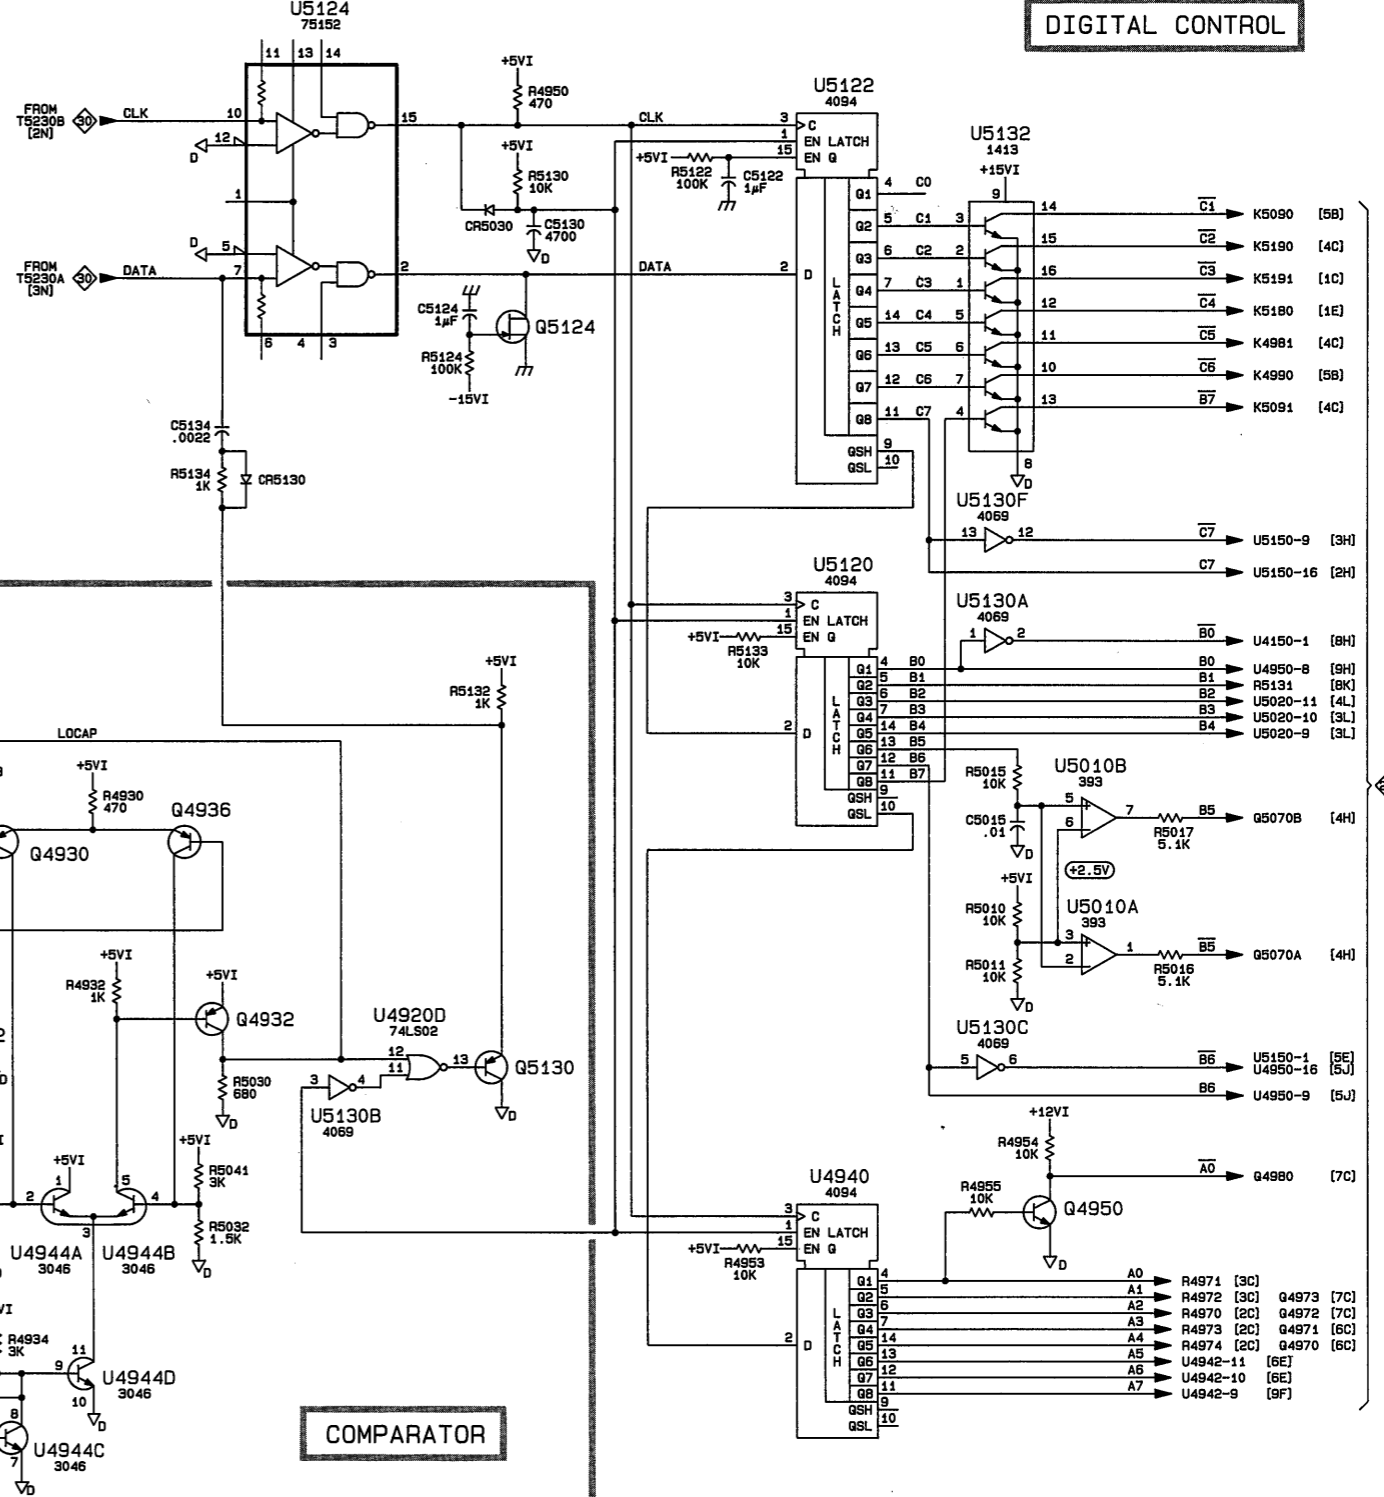 DIGITAL CONTROL
U5124
75152
11 13 14
FROM
T5230B
[2N]
30
CLK
10
12
D
15
1
D
5
FROM
T5230A
[3N]
30
DATA
7
2
6 4 3
+5VI
R4950
470
+5VI
R5130
10K
CR5030
C5130
4700
D
CLK
DATA
C5124
1µF
Q5124
R5124
100K
-15VI
+5VI
R5122
100K
C5122
1µF
C5134
.0022
R5134
1K
CR5130
U5122
4094
3 C
1 EN LATCH
15 EN Q
2 D
LATCH
Q1 4 C0
Q2 5 C1 3
Q3 6 C2 2
Q4 7 C3 1
Q5 14 C4 5
Q6 13 C5 6
Q7 12 C6 7
Q8 11 C7 4
QSH 9
QSL 10
U5132
1413
+15VI
9
14 C1 K5090 [5B]
15 C2 K5190 [4C]
16 C3 K5191 [1C]
12 C4 K5180 [1E]
11 C5 K4981 [4C]
10 C6 K4990 [5B]
13 B7 K5091 [4C]
8
D
U5130F
4069
13 12 C7 U5150-9 [3H]
C7 U5150-16 [2H]
U5120
4094
3 C
1 EN LATCH
15 EN Q
+5VI
R5133
10K
2 D
LATCH
Q1 4 B0
Q2 5 B1
Q3 6 B2
Q4 7 B3
Q5 14 B4
Q6 13 B5
Q7 12 B6
Q8 11 B7
QSH 9
QSL 10
U5130A
4069
1 2 B0 U4150-1 [8H]
B0 U4950-8 [9H]
B1 R5131 [8K]
B2 U5020-11 [4L]
B3 U5020-10 [3L]
B4 U5020-9 [3L]
R5015
10K
C5015
.01
D
U5010B
393
5
6
7
R5017
5.1K
B5 Q5070B [4H]
+2.5V
+5VI
R5010
10K
R5011
10K
D
U5010A
393
3
2
1
R5016
5.1K
B5 Q5070A [4H]
U5130C
4069
5 6 B6 U5150-1 [5E]
U4950-16 [5J]
B6 U4950-9 [5J]
+12VI
R4954
10K
A0 Q4980 [7C]
R4955
10K
Q4950
D
U4940
4094
3 C
1 EN LATCH
15 EN Q
+5VI
R4953
10K
2 D
LATCH
Q1 4 A0 R4971 [3C]
Q2 5 A1 R4972 [3C] Q4973 [7C]
Q3 6 A2 R4970 [2C] Q4972 [7C]
Q4 7 A3 R4973 [2C] Q4971 [6C]
Q5 14 A4 R4974 [2C] Q4970 [6C]
Q6 13 A5 U4942-11 [6E]
Q7 12 A6 U4942-10 [6E]
Q8 11 A7 U4942-9 [9F]
QSH 9
QSL 10
+5VI
R5132
1K
LOCAP
+5VI
R4930
470
Q4936
Q4930
+5VI
R4932
1K
+5VI
Q4932
R5030
680
D
U4920D
74LS02
12
11
13
Q5130
D
3 4
U5130B
4069
+5VI
R5041
3K
R5032
1.5K
D
+5VI
1
2
5
4
3
U4944A
3046
U4944B
3046
R4934
3K
11
9
10
U4944D
3046
D
8
7
U4944C
3046
D
COMPARATOR